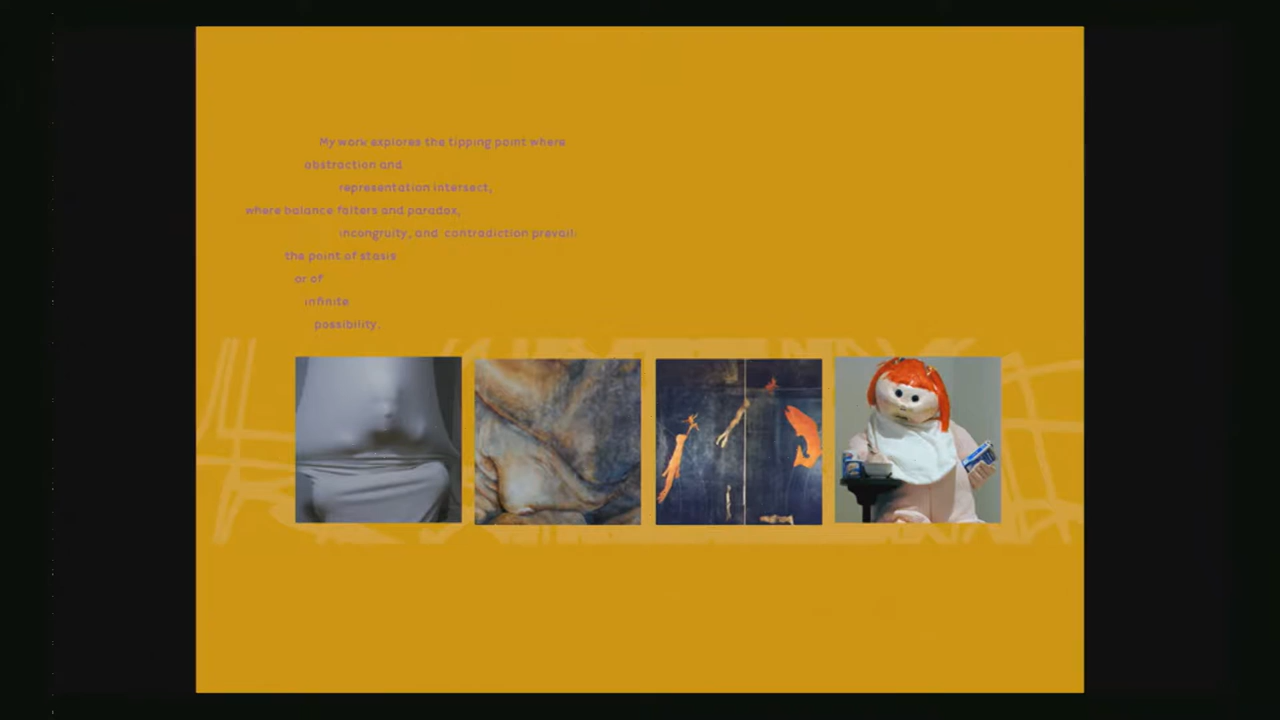 My work explores the tipping point where
abstraction and
representation intersect,
where balance falters and paradox,
incongruity, and contradiction prevail:
the point of stasis
or of
infinite
possibility.